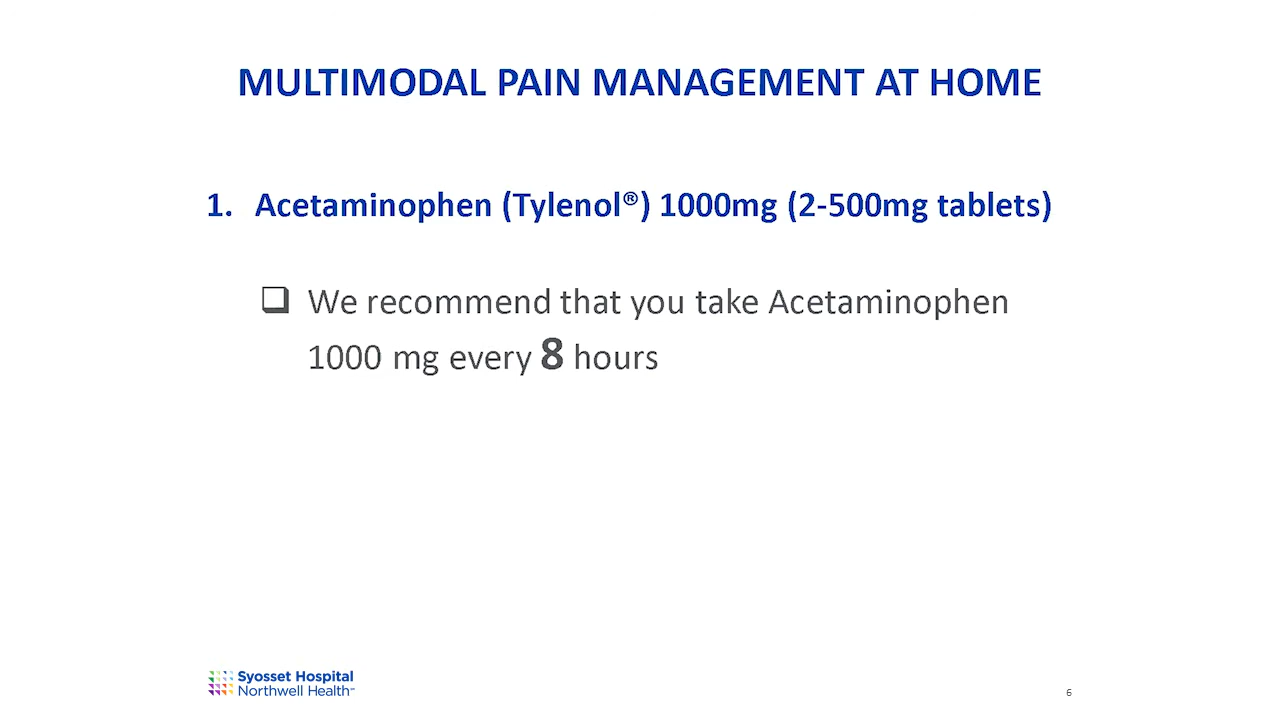 MULTIMODAL PAIN MANAGEMENT AT HOME
1. Acetaminophen (Tylenol®) 1000mg (2-500mg tablets)
❑ We recommend that you take Acetaminophen
1000 mg every 8 hours
Syosset Hospital
Northwell Health℠
6